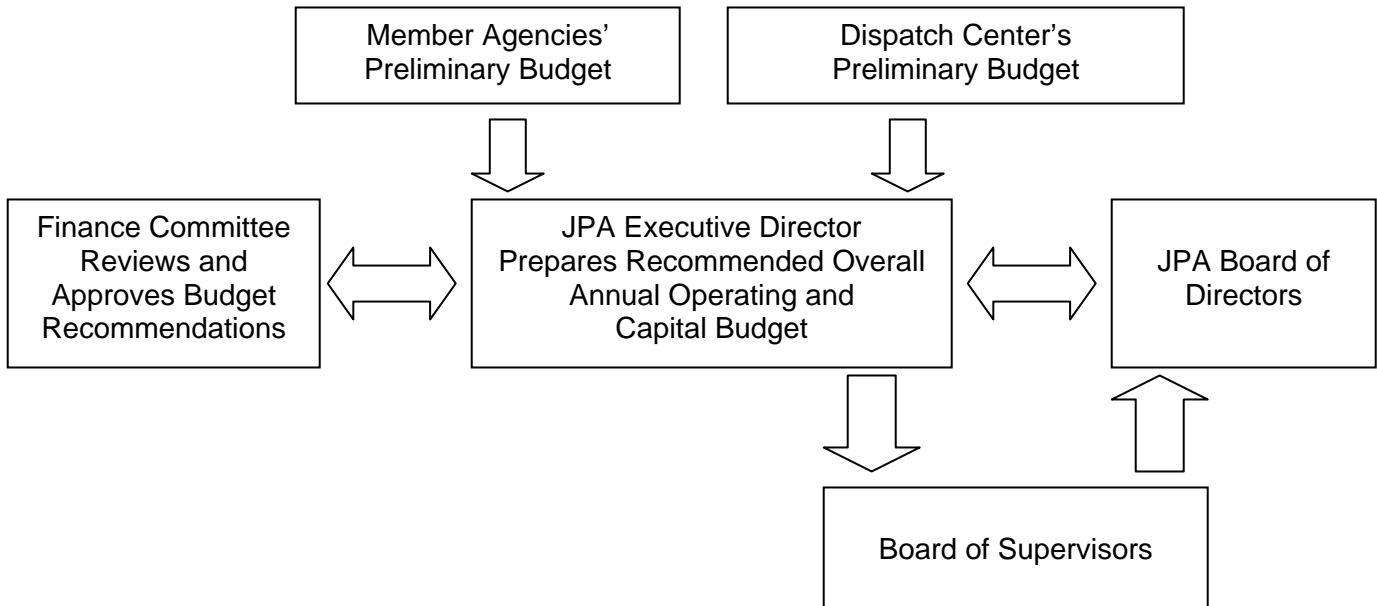 Member Agencies’
Preliminary Budget
Dispatch Center’s
Preliminary Budget
Finance Committee
Reviews and
Approves Budget
Recommendations
JPA Executive Director
Prepares Recommended Overall
Annual Operating and
Capital Budget
JPA Board of
Directors
Board of Supervisors